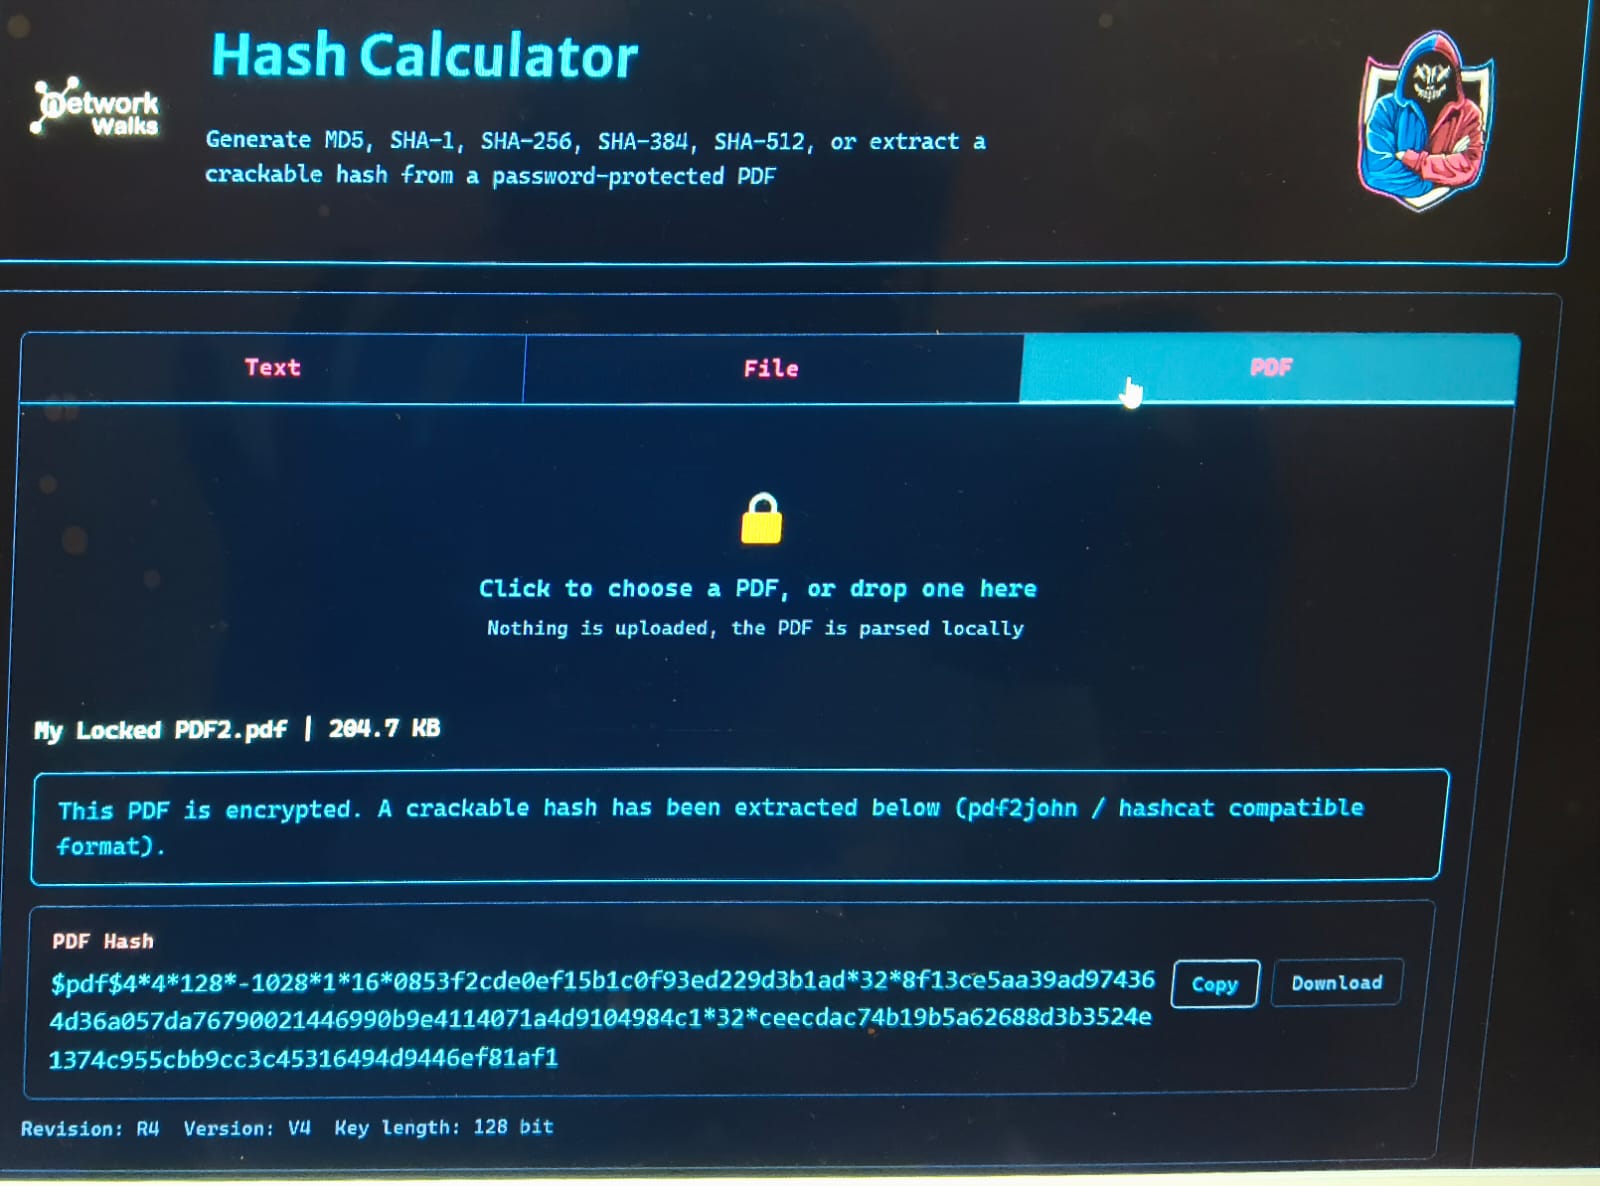 Hash Calculator
network
Walks
Generate MD5, SHA-1, SHA-256, SHA-384, SHA-512, or extract a
crackable hash from a password-protected PDF
Text
File
PDF
Click to choose a PDF, or drop one here
Nothing is uploaded, the PDF is parsed locally
My Locked PDF2.pdf | 204.7 KB
This PDF is encrypted. A crackable hash has been extracted below (pdf2john / hashcat compatible
format).
PDF Hash
$pdf$4*4*128*-1028*1*16*0853f2cde0ef15b1c0f93ed229d3b1ad*32*8f13ce5aa39ad97436
4d36a057da76790021446990b9e4114071a4d9104984c1*32*ceecdac74b19b5a62688d3b3524e
1374c955cbb9cc3c45316494d9446ef81af1
Copy
Download
Revision: R4 Version: V4 Key length: 128 bit